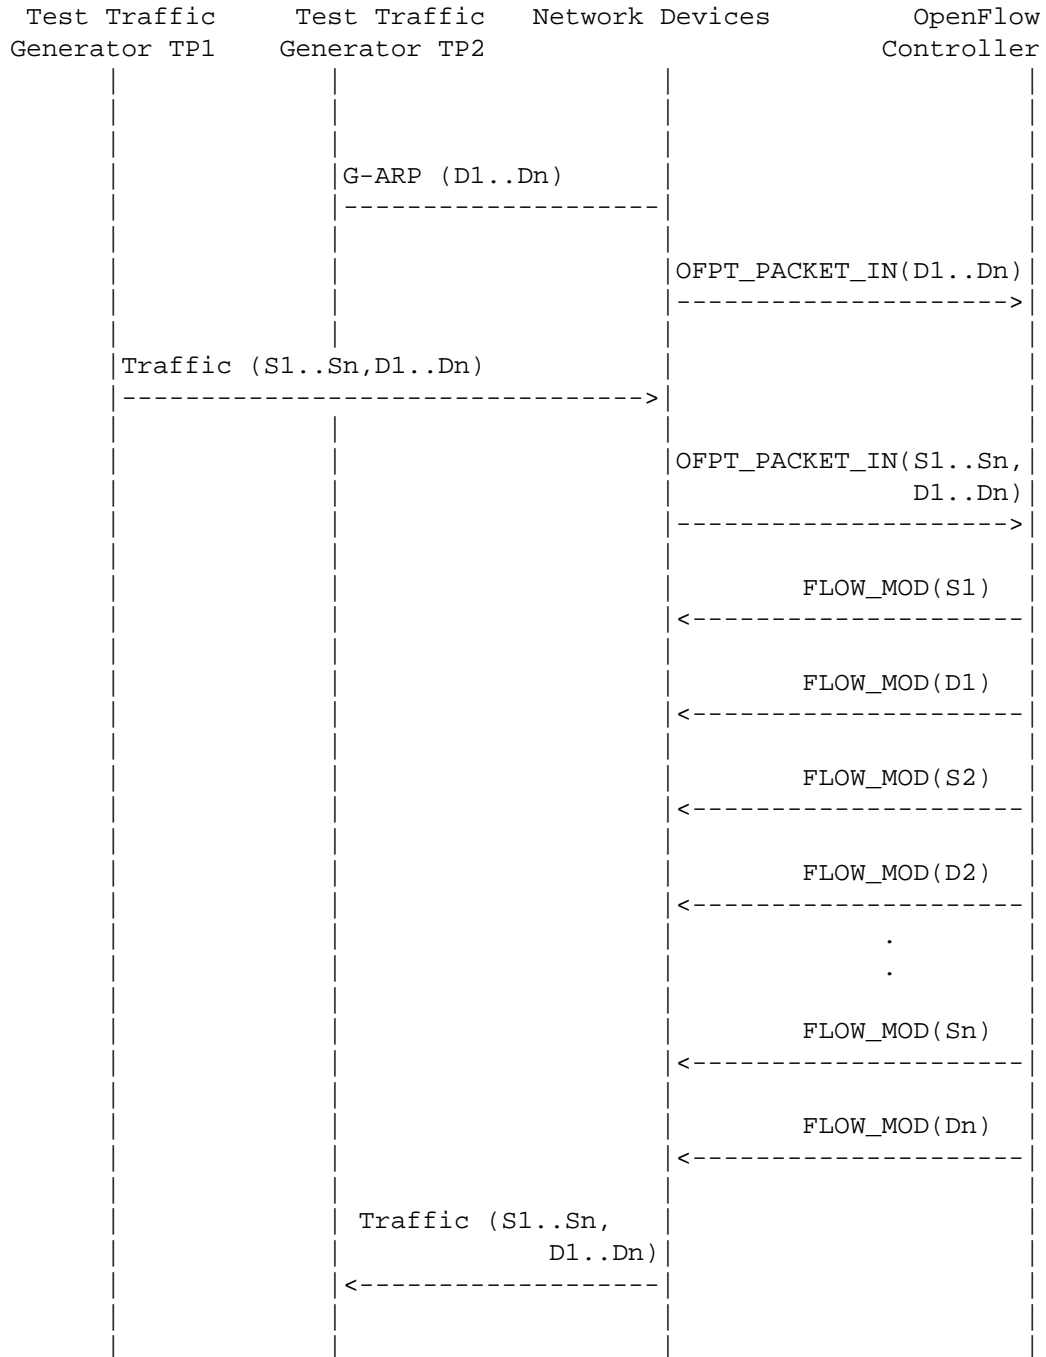 Test Traffic Test Traffic Network Devices OpenFlow
Generator TP1 Generator TP2 Controller
G-ARP (D1..Dn)
OFPT_PACKET_IN(D1..Dn)
Traffic (S1..Sn,D1..Dn)
OFPT_PACKET_IN(S1..Sn,
D1..Dn)
FLOW_MOD(S1)
FLOW_MOD(D1)
FLOW_MOD(S2)
FLOW_MOD(D2)
.
.
FLOW_MOD(Sn)
FLOW_MOD(Dn)
Traffic (S1..Sn,
D1..Dn)